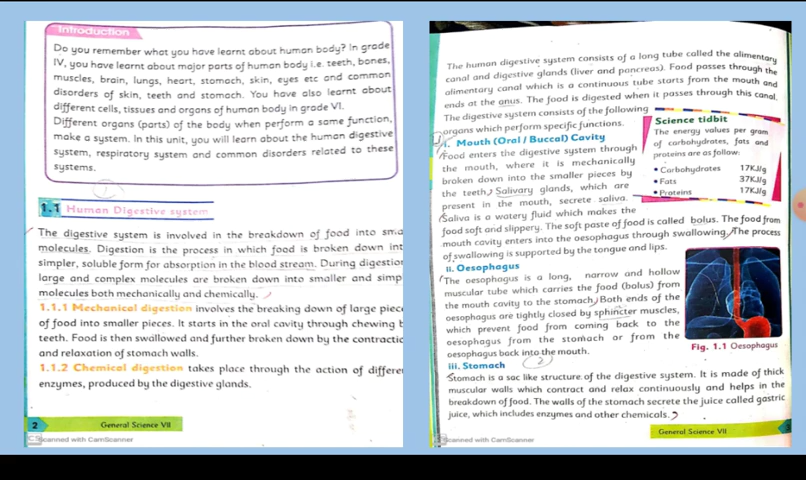 Introduction
Do you remember what you have learnt about human body? In grade
IV, you have learnt about major parts of human body i.e. teeth, bones,
muscles, brain, lungs, heart, stomach, skin, eyes etc and common
disorders of skin, teeth and stomach. You have also learnt about
different cells, tissues and organs of human body in grade VI.
Different organs (parts) of the body when perform a same function,
make a system. In this unit, you will learn about the human digestive
system, respiratory system and common disorders related to these
systems.
1.1 Human Digestive system
The digestive system is involved in the breakdown of food into sma
molecules. Digestion is the process in which food is broken down int
simpler, soluble form for absorption in the blood stream. During digestio
large and complex molecules are broken down into smaller and simp
molecules both mechanically and chemically.
1.1.1 Mechanical digestion involves the breaking down of large piec
of food into smaller pieces. It starts in the oral cavity through chewing b
teeth. Food is then swallowed and further broken down by the contractio
and relaxation of stomach walls.
1.1.2 Chemical digestion takes place through the action of differe
enzymes, produced by the digestive glands.
2
General Science VII
CS
Scanned with CamScanner
The human digestive system consists of a long tube called the alimentary
canal and digestive glands (liver and pancreas). Food passes through the
alimentary canal which is a continuous tube starts from the mouth and
ends at the anus. The food is digested when it passes through this canal.
The digestive system consists of the following
organs which perform specific functions.
i. Mouth (Oral / Buccal) Cavity
Food enters the digestive system through
the mouth, where it is mechanically
broken down into the smaller pieces by
the teeth. Salivary glands, which are
present in the mouth, secrete saliva.
Saliva is a watery fluid which makes the
food soft and slippery. The soft paste of food is called bolus. The food from
mouth cavity enters into the oesophagus through swallowing. The process
of swallowing is supported by the tongue and lips.
Science tidbit
The energy values per gram
of carbohydrates, fats and
proteins are as follow:
• Carbohydrates 17KJ/g
• Fats 37KJ/g
• Proteins 17KJ/g
ii. Oesophagus
The oesophagus is a long, narrow and hollow
muscular tube which carries the food (bolus) from
the mouth cavity to the stomach. Both ends of the
oesophagus are tightly closed by sphincter muscles,
which prevent food from coming back to the
oesophagus from the stomach or from the
oesophagus back into the mouth.
Fig. 1.1 Oesophagus
iii. Stomach
2
Stomach is a sac like structure of the digestive system. It is made of thick
muscular walls which contract and relax continuously and helps in the
breakdown of food. The walls of the stomach secrete the juice called gastric
juice, which includes enzymes and other chemicals.
General Science VII
Scanned with CamScanner